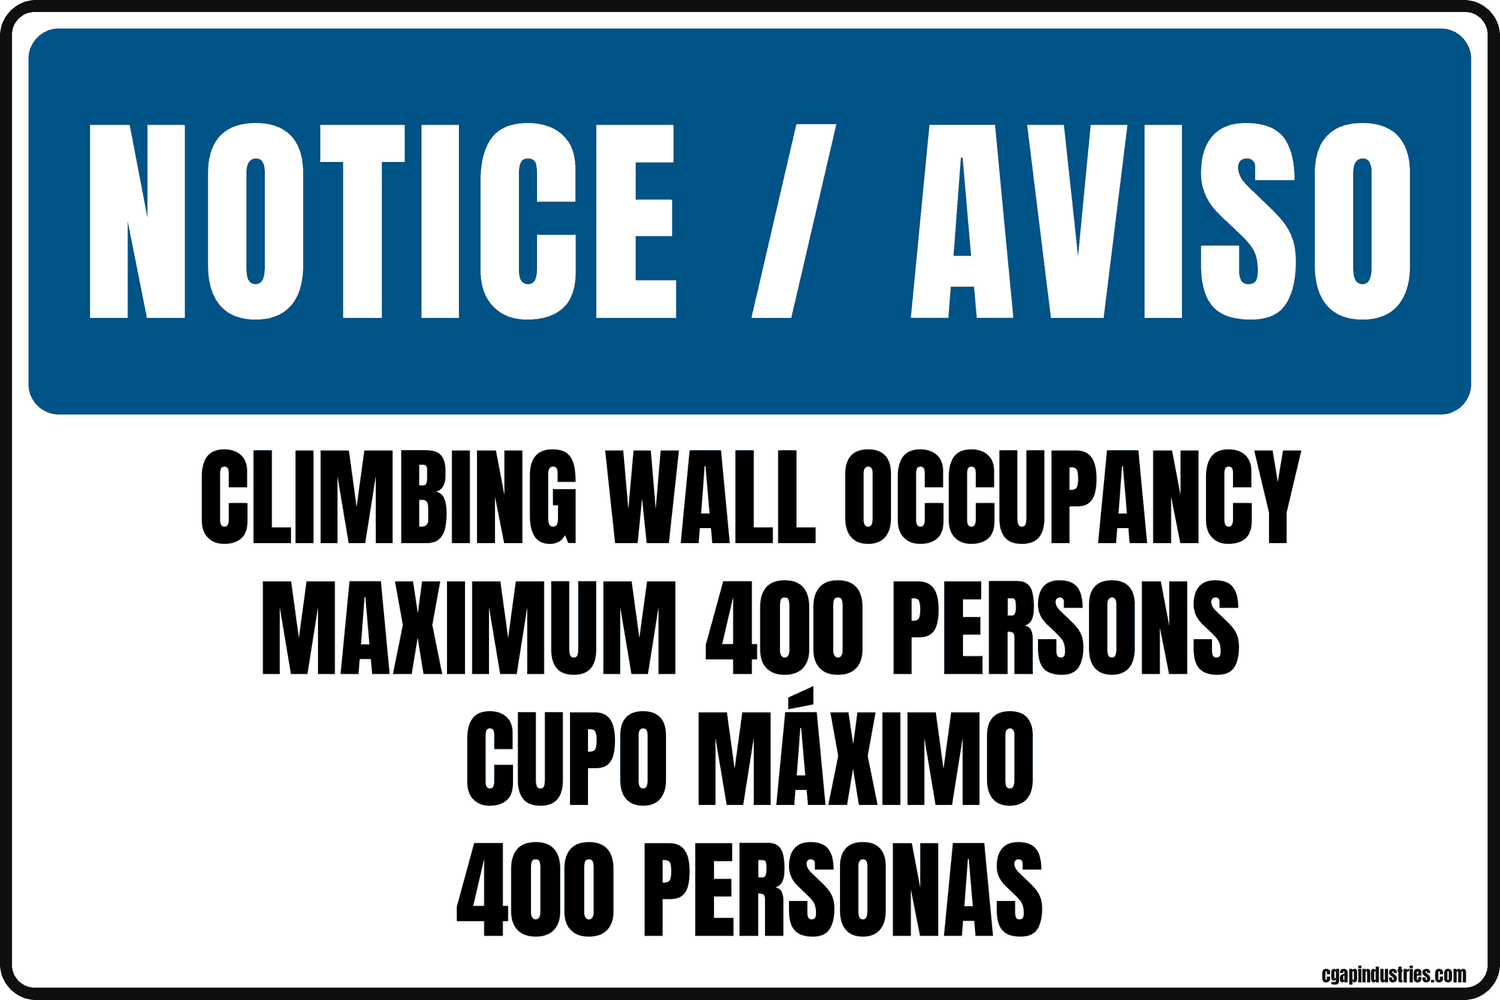 NOTICE / AVISO
CLIMBING WALL OCCUPANCY
MAXIMUM 400 PERSONS
CUPO MÁXIMO
400 PERSONAS
cgapindustries.com